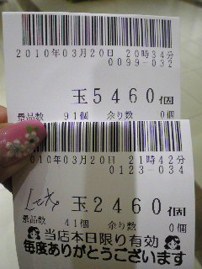 2010年03月20日 20時34分
0099-032
玉5460個
景品数 91個 余り数 0個
2010年03月20日 21時42分
0123-034
玉2460個
景品数 41個 余り数 0個
当店本日限り有効
毎度ありがとうございます